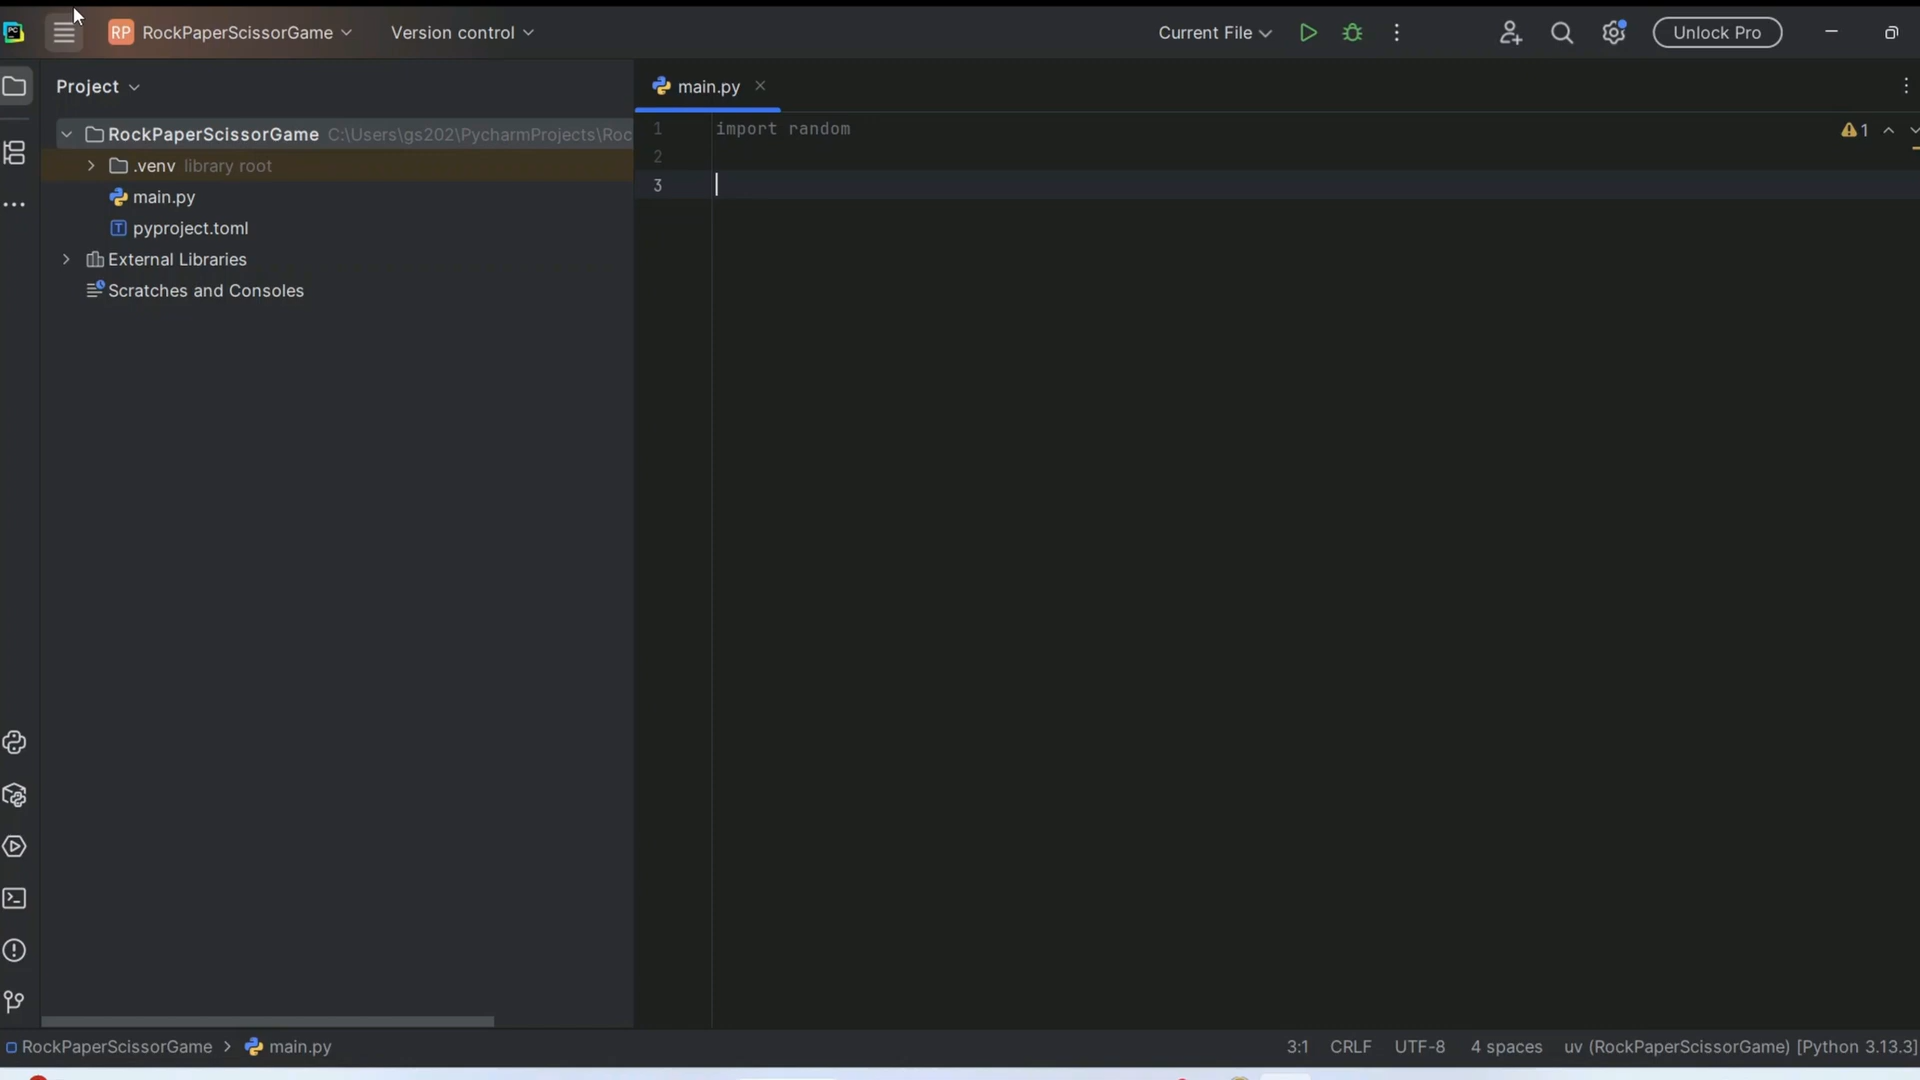 PC RP RockPaperScissorGame Version control Current File Unlock Pro
Project
RockPaperScissorGame C:\Users\gs202\PycharmProjects\Roc
.venv library root
main.py
T pyproject.toml
External Libraries
Scratches and Consoles
main.py
1 import random
2
3
1
RockPaperScissorGame > main.py 3:1 CRLF UTF-8 4 spaces uv (RockPaperScissorGame) [Python 3.13.3]